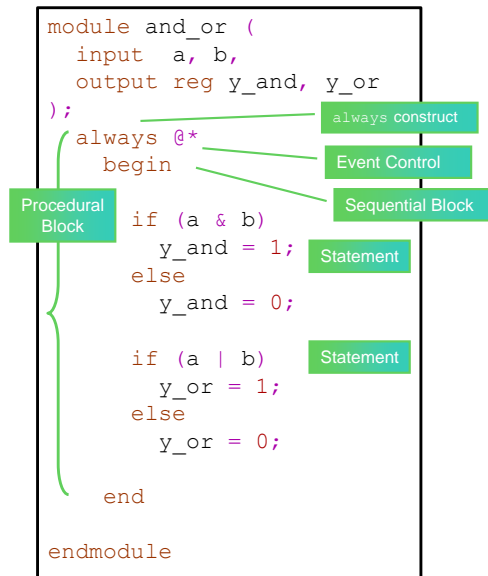 module and_or (
  input  a, b,
  output reg y_and, y_or
);
always construct
  always @*
Event Control
    begin
Sequential Block
Procedural
Block
      if (a & b)
        y_and = 1;
Statement
      else
        y_and = 0;
      if (a | b)
Statement
        y_or = 1;
      else
        y_or = 0;
    end
endmodule